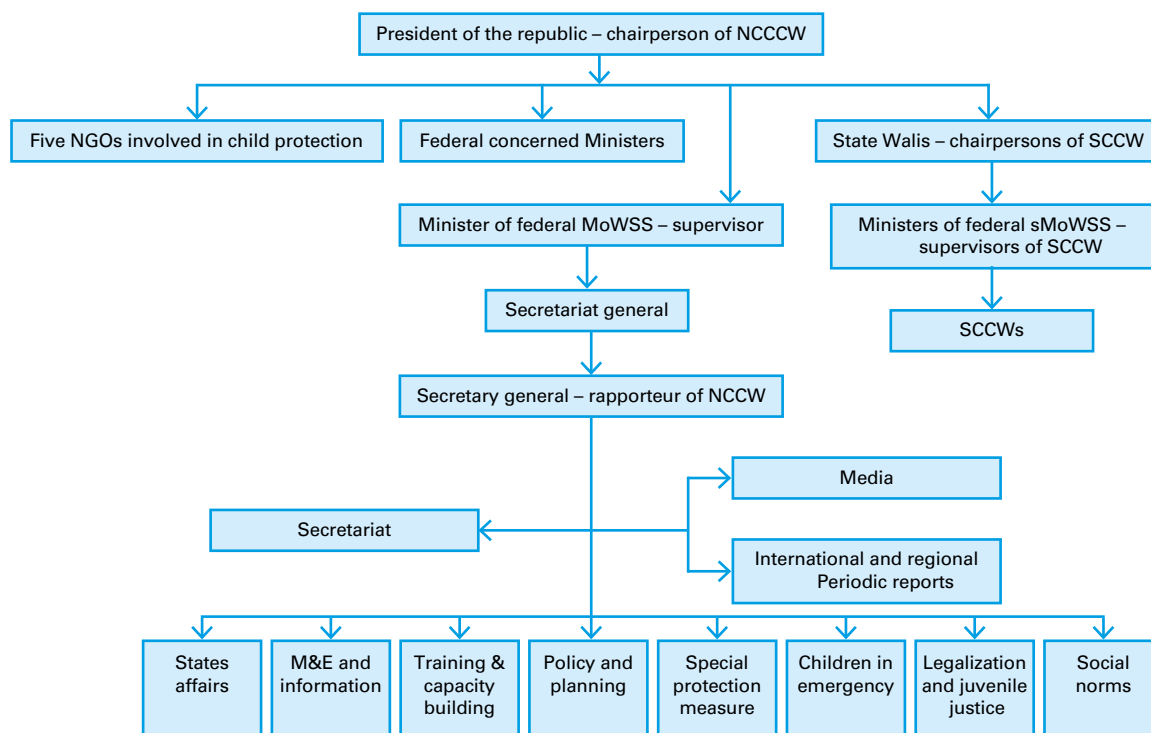 President of the republic – chairperson of NCCCW
Five NGOs involved in child protection
Federal concerned Ministers
State Walis – chairpersons of SCCW
Minister of federal MoWSS – supervisor
Ministers of federal sMoWSS –
supervisors of SCCW
Secretariat general
SCCWs
Secretary general – rapporteur of NCCW
Media
Secretariat
International and regional
Periodic reports
States
affairs
M&E and
information
Training &
capacity
building
Policy and
planning
Special
protection
measure
Children in
emergency
Legalization
and juvenile
justice
Social
norms